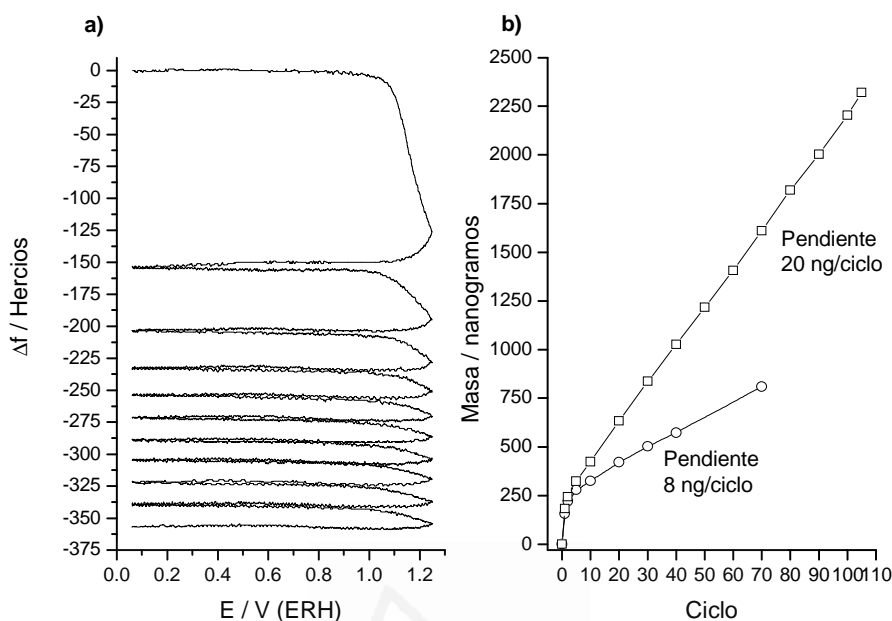 a)
0
-25
-50
-75
-100
-125
-150
-175
-200
-225
-250
-275
-300
-325
-350
-375
Δf / Hercios
0.0 0.2 0.4 0.6 0.8 1.0 1.2
E / V (ERH)
b)
2500
2250
2000
1750
1500
1250
1000
750
500
250
0
Masa / nanogramos
Pendiente
20 ng/ciclo
Pendiente
8 ng/ciclo
0 10 20 30 40 50 60 70 80 90 100 110
Ciclo